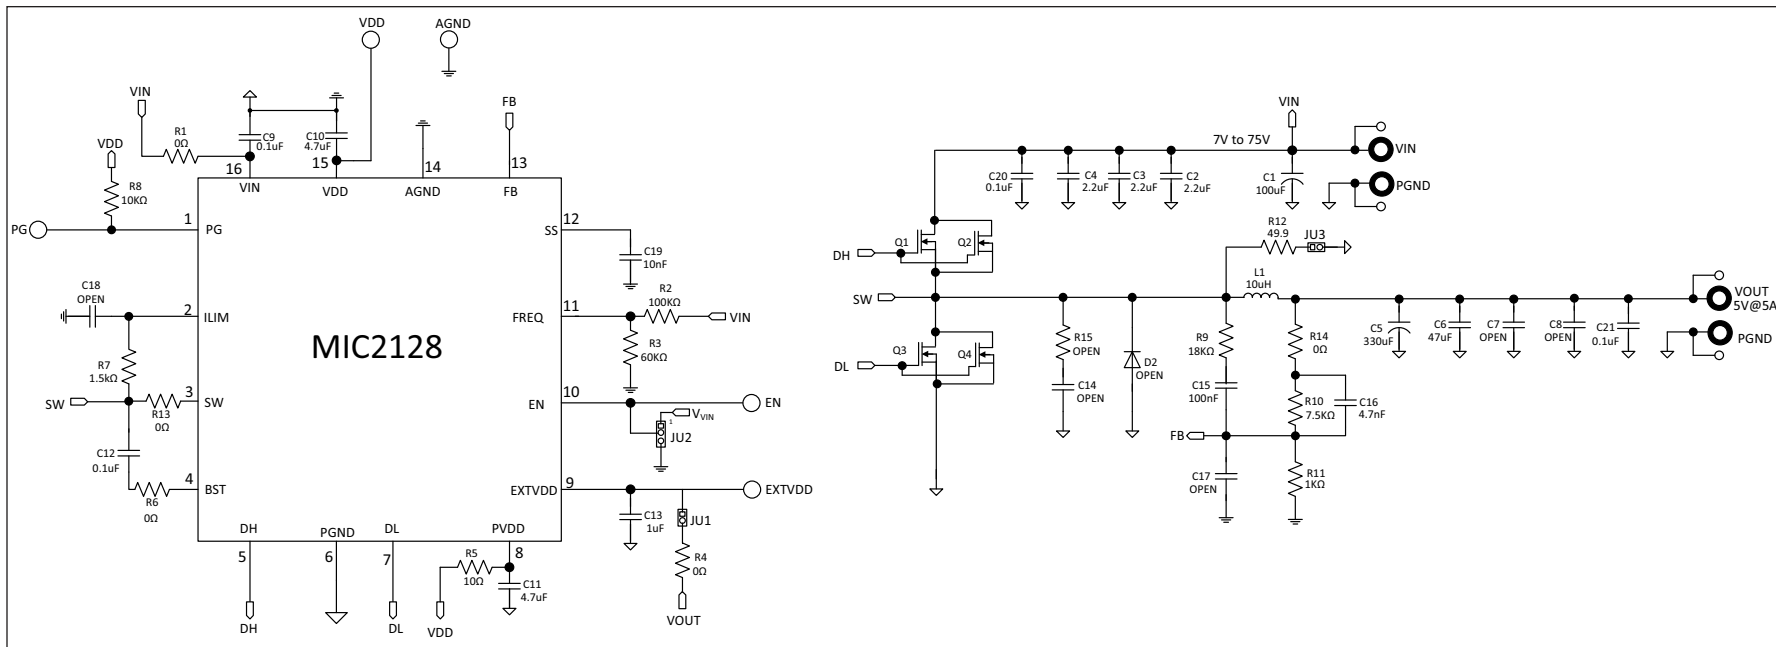 VDD
AGND
VIN
FB
VDD
R1
0Ω
C9
0.1uF
C10
4.7uF
16
15
14
13
VIN
VDD
AGND
FB
R8
10KΩ
PG
1
PG
12
SS
C19
10nF
C18
OPEN
2
ILIM
11
FREQ
R2
100KΩ
VIN
R3
60KΩ
MIC2128
R7
1.5kΩ
SW
3
SW
R13
0Ω
10
EN
EN
VVIN
1
JU2
C12
0.1uF
4
BST
R6
0Ω
9
EXTVDD
EXTVDD
C13
1uF
JU1
R4
0Ω
VOUT
DH
PGND
DL
PVDD
5
6
7
8
R5
10Ω
C11
4.7uF
DH
DL
VDD
VIN
7V to 75V
VIN
C20
0.1uF
C4
2.2uF
C3
2.2uF
C2
2.2uF
C1
100uF
PGND
DH
Q1
Q2
R12
49.9
JU3
SW
L1
10uH
VOUT
5V@5A
DL
Q3
Q4
R15
OPEN
C14
OPEN
D2
OPEN
R9
18KΩ
C15
100nF
R14
0Ω
R10
7.5KΩ
C16
4.7nF
C5
330uF
C6
47uF
C7
OPEN
C8
OPEN
C21
0.1uF
PGND
FB
C17
OPEN
R11
1KΩ